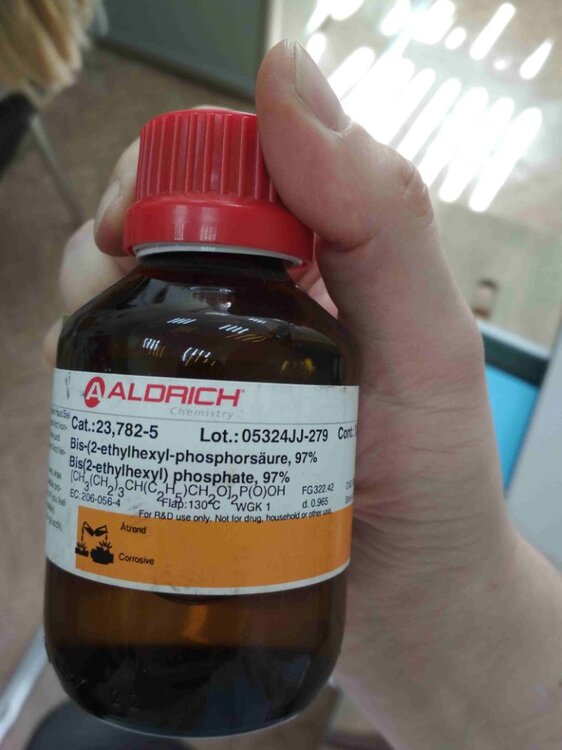 ALDRICH
Chemistry
Cat.:23,782-5 Lot.: 05324JJ-279 Cont:
Bis-(2-ethylhexyl-phosphorsäure, 97%
Bis(2-ethylhexyl) phosphate, 97%
[CH3(CH2)3CH(C2H5)CH2O]2P(O)OH FG322.42
EC: 206-056-4 Flap:130°C WGK 1 d. 0.965
For R&D use only. Not for drug, household or other use.
Ätzend
Corrosive